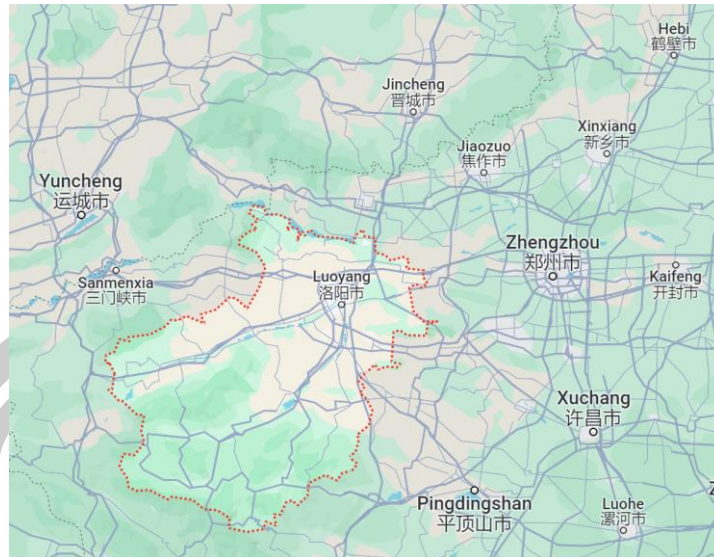 Hebi
鹤壁市
Jincheng
晋城市
Xinxiang
新乡市
Jiaozuo
焦作市
Yuncheng
运城市
Zhengzhou
郑州市
Sanmenxia
三门峡市
Luoyang
洛阳市
Kaifeng
开封市
Xuchang
许昌市
Pingdingshan
平顶山市
Luohe
漯河市